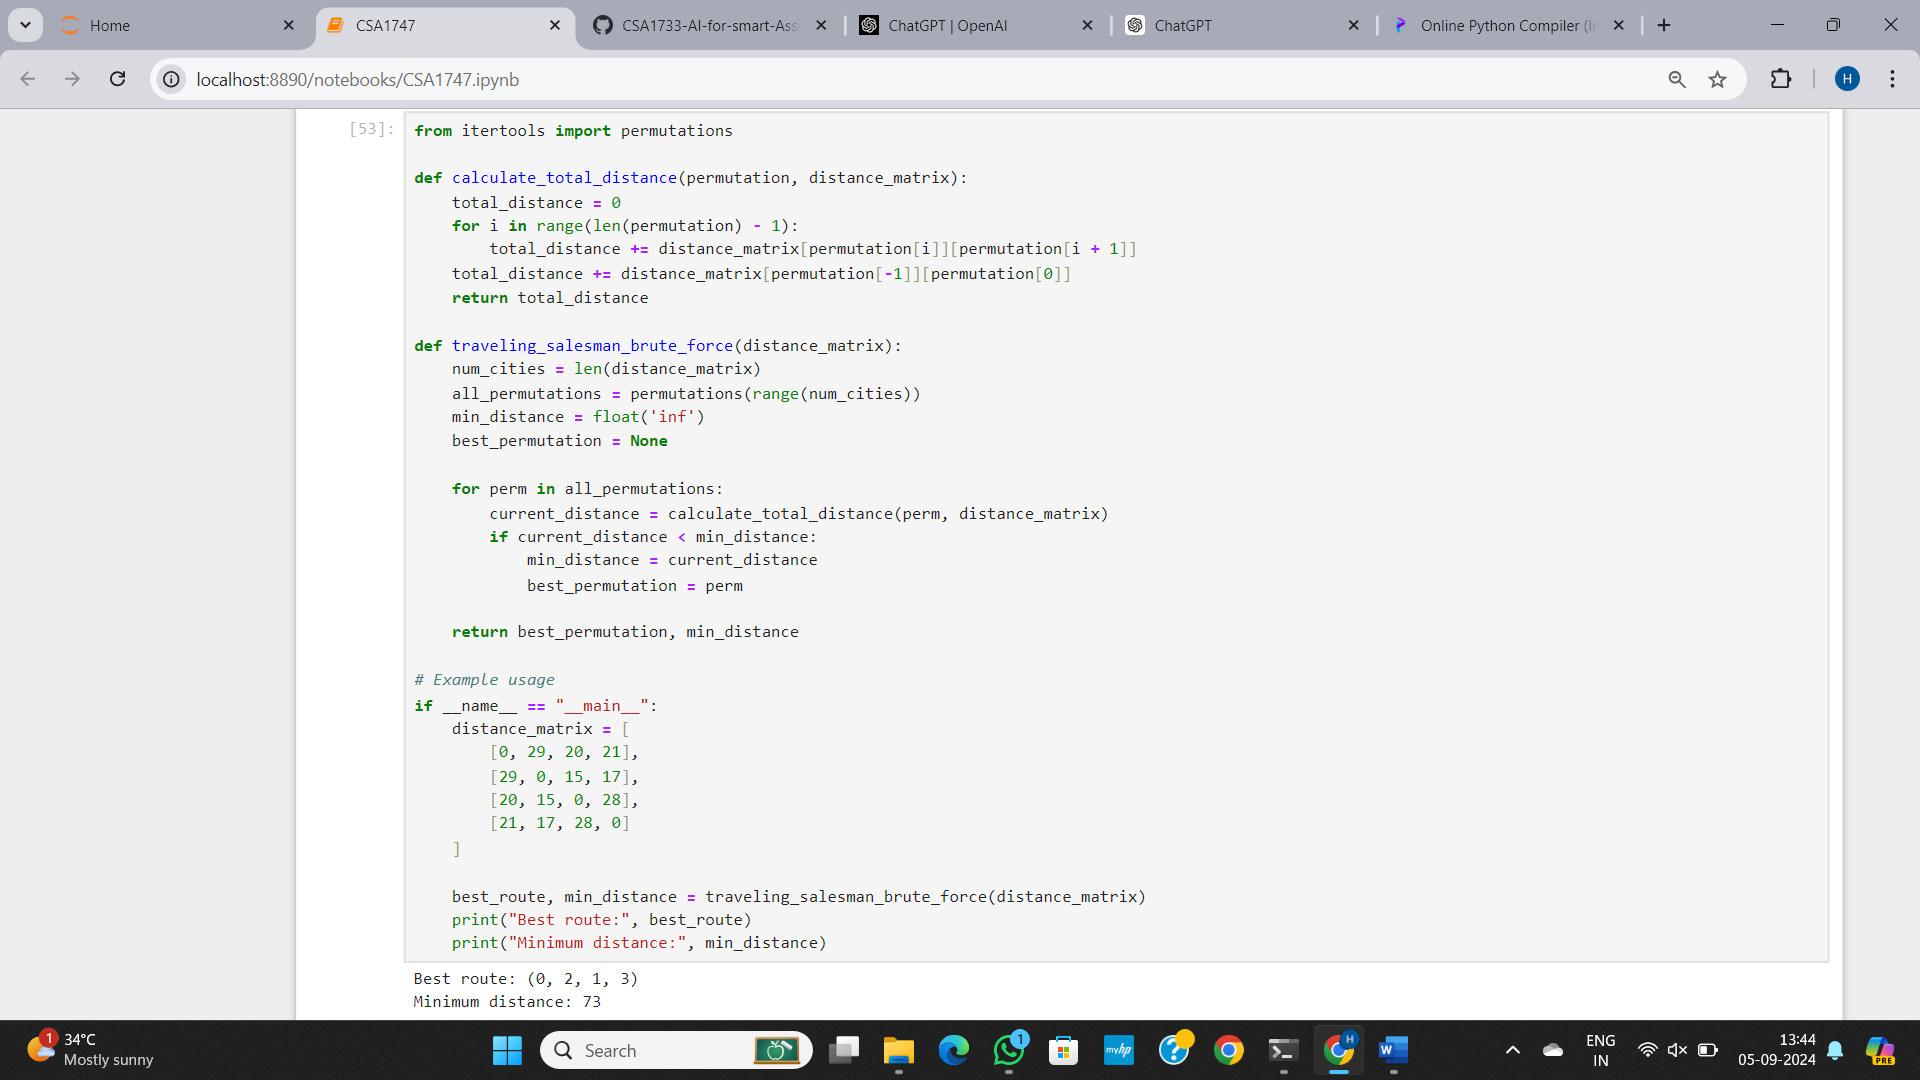 Home
CSA1747
CSA1733-AI-for-smart-Assi
ChatGPT | OpenAI
ChatGPT
Online Python Compiler (In
localhost:8890/notebooks/CSA1747.ipynb
H
[53]:
from itertools import permutations
def calculate_total_distance(permutation, distance_matrix):
    total_distance = 0
    for i in range(len(permutation) - 1):
        total_distance += distance_matrix[permutation[i]][permutation[i + 1]]
    total_distance += distance_matrix[permutation[-1]][permutation[0]]
    return total_distance
def traveling_salesman_brute_force(distance_matrix):
    num_cities = len(distance_matrix)
    all_permutations = permutations(range(num_cities))
    min_distance = float('inf')
    best_permutation = None
    for perm in all_permutations:
        current_distance = calculate_total_distance(perm, distance_matrix)
        if current_distance < min_distance:
            min_distance = current_distance
            best_permutation = perm
    return best_permutation, min_distance
# Example usage
if __name__ == "__main__":
    distance_matrix = [
        [0, 29, 20, 21],
        [29, 0, 15, 17],
        [20, 15, 0, 28],
        [21, 17, 28, 0]
    ]
    best_route, min_distance = traveling_salesman_brute_force(distance_matrix)
    print("Best route:", best_route)
    print("Minimum distance:", min_distance)
Best route: (0, 2, 1, 3)
Minimum distance: 73
1
34°C
Mostly sunny
Search
1
myhp
?
H
W
ENG
IN
13:44
05-09-2024
PRE